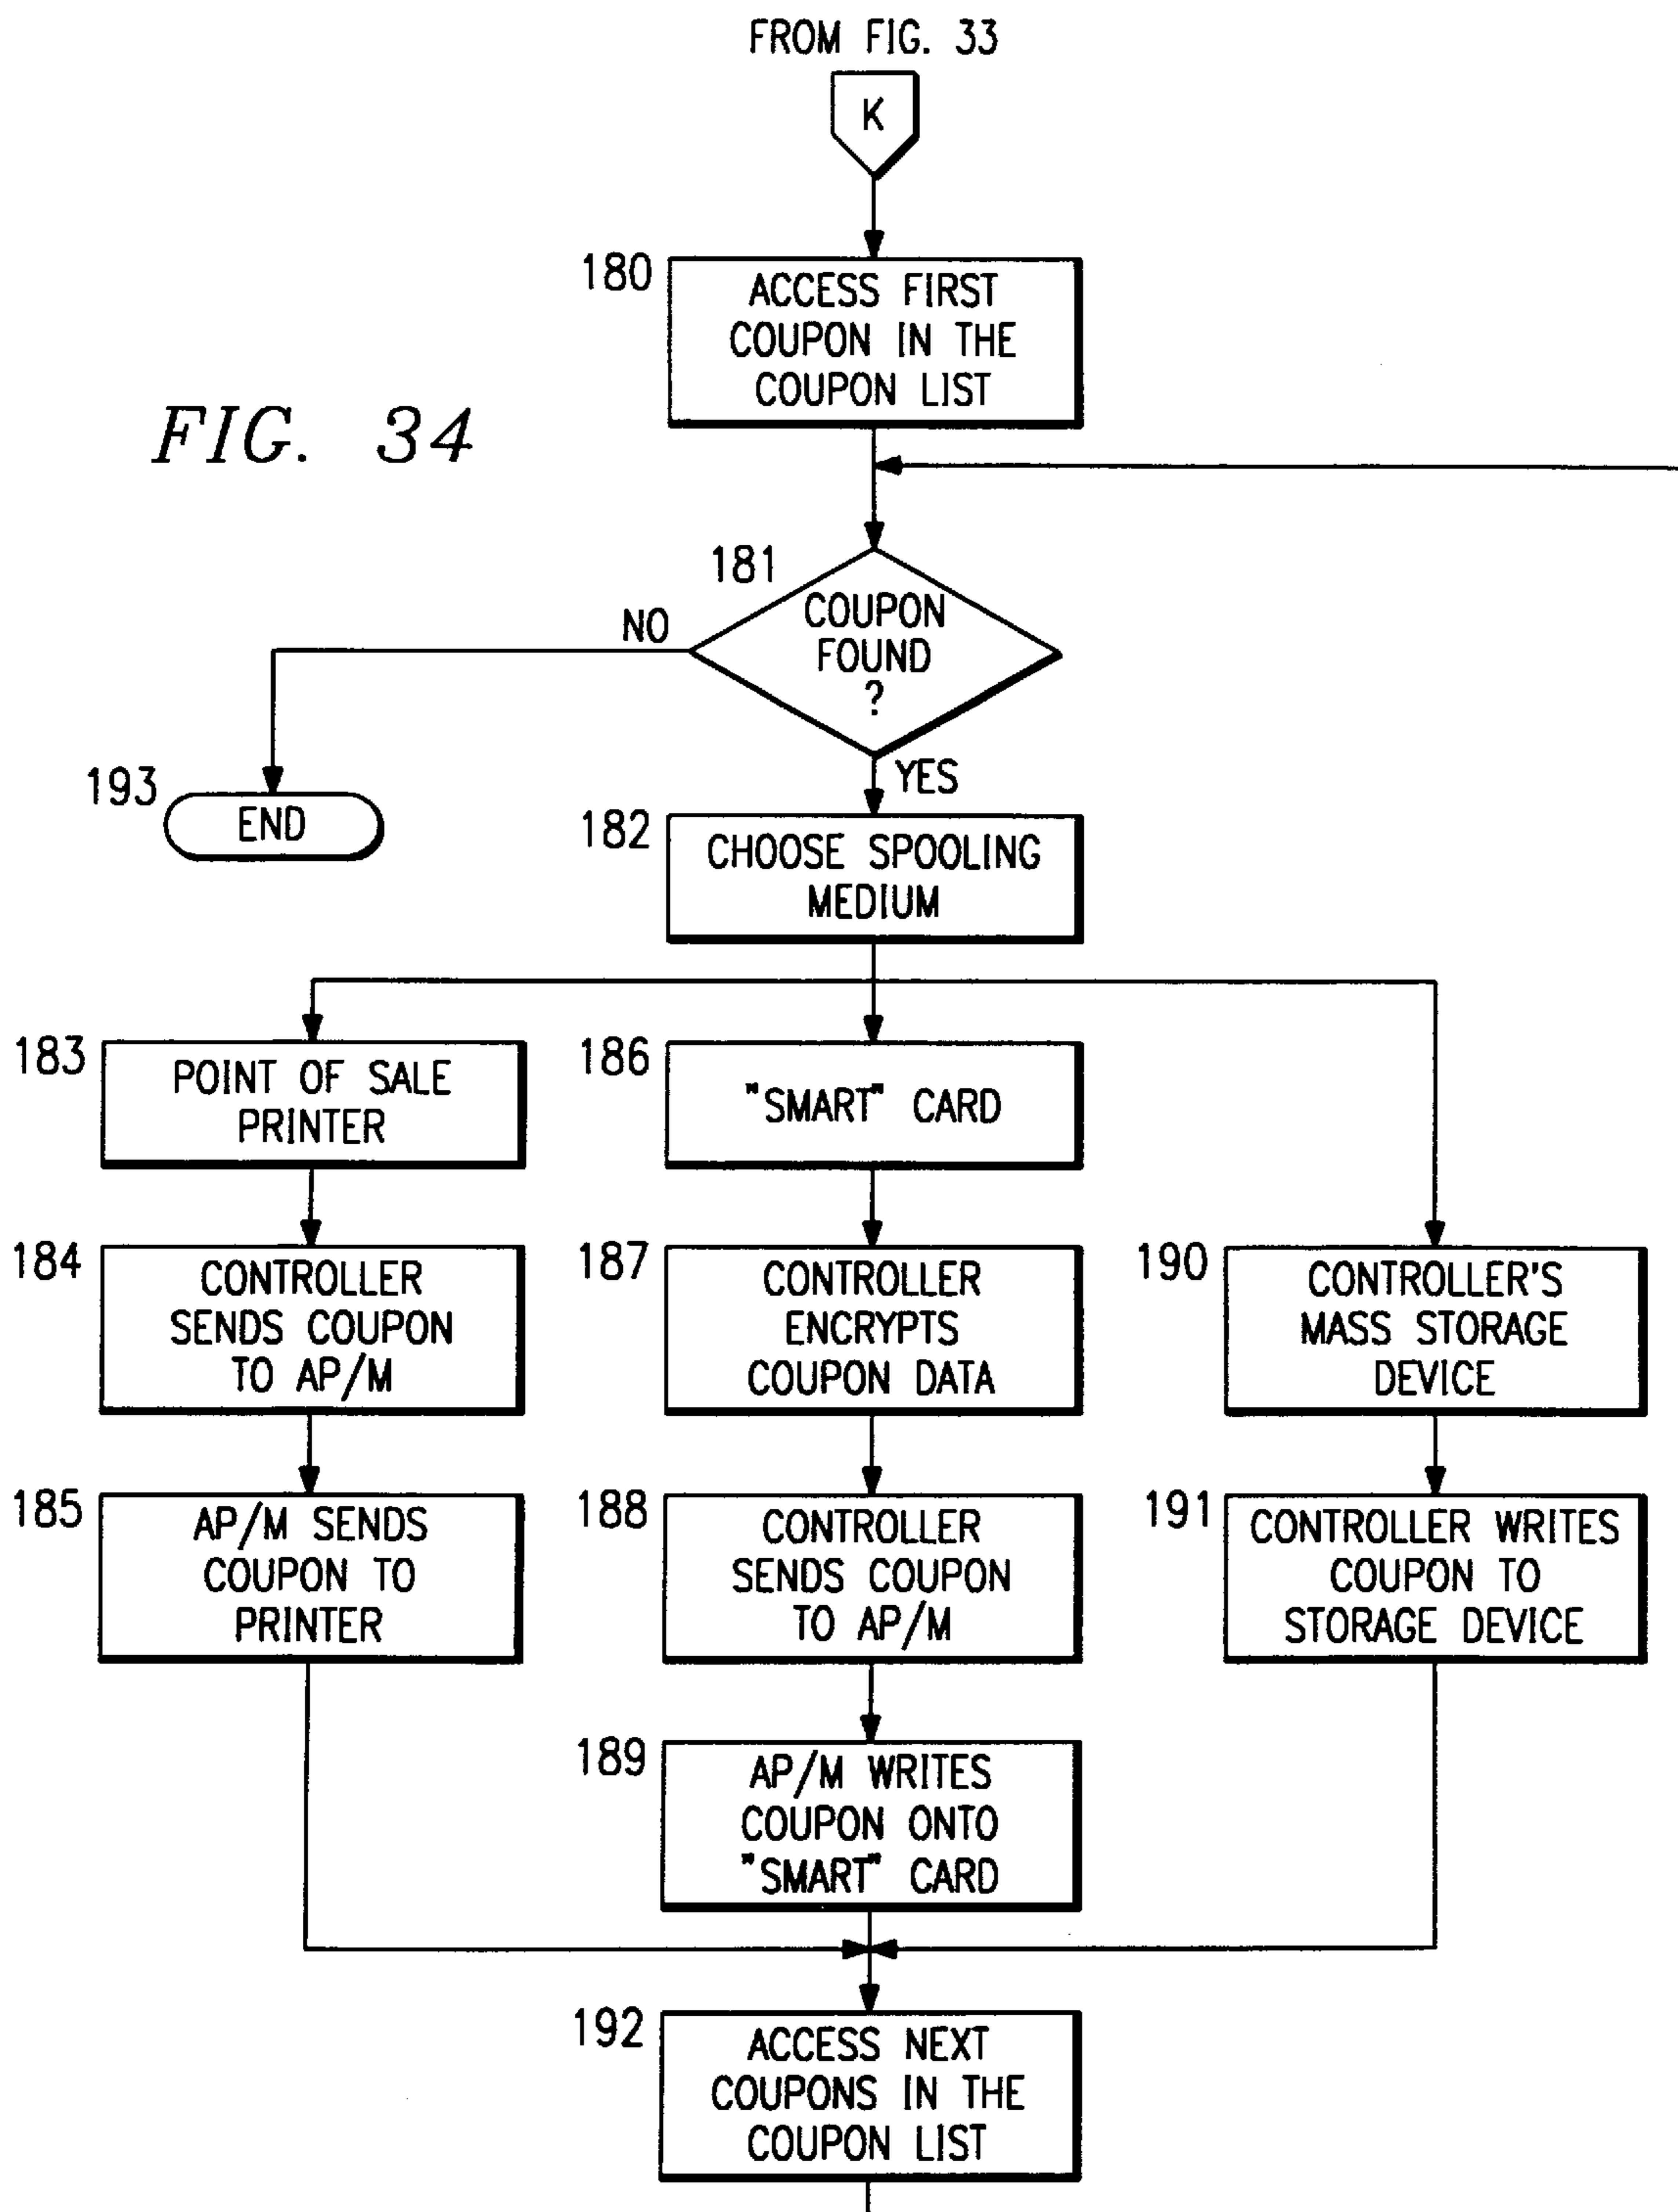 FROM FIG. 33
K
180
ACCESS FIRST
COUPON IN THE
COUPON LIST
FIG. 34
181
COUPON
FOUND
?
NO
YES
193
END
182
CHOOSE SPOOLING
MEDIUM
183
POINT OF SALE
PRINTER
186
"SMART" CARD
184
CONTROLLER
SENDS COUPON
TO AP/M
187
CONTROLLER
ENCRYPTS
COUPON DATA
190
CONTROLLER'S
MASS STORAGE
DEVICE
185
AP/M SENDS
COUPON TO
PRINTER
188
CONTROLLER
SENDS COUPON
TO AP/M
191
CONTROLLER WRITES
COUPON TO
STORAGE DEVICE
189
AP/M WRITES
COUPON ONTO
"SMART" CARD
192
ACCESS NEXT
COUPONS IN THE
COUPON LIST